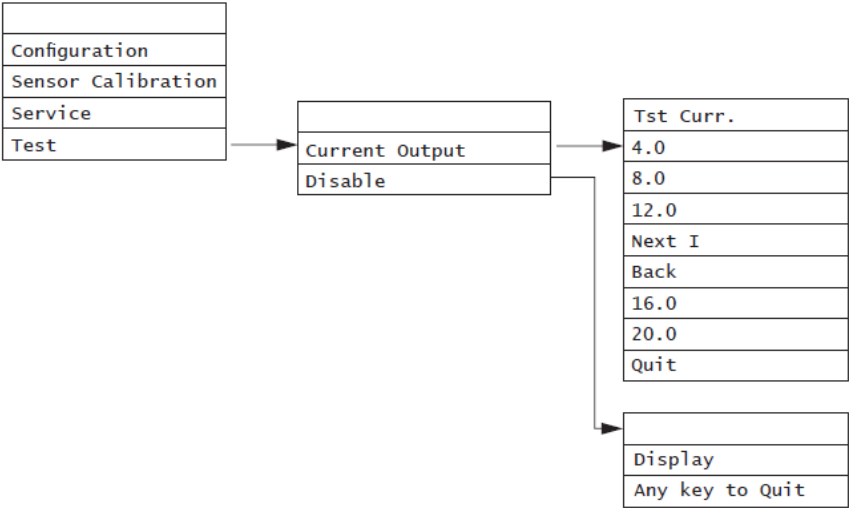 Configuration
Sensor Calibration
Service
Test
Current Output
Disable
Tst Curr.
4.0
8.0
12.0
Next I
Back
16.0
20.0
Quit
Display
Any key to Quit